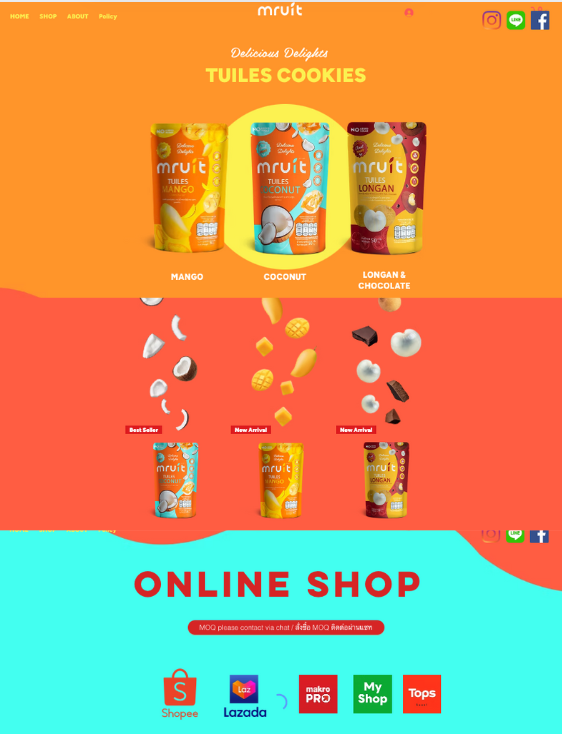 mruit
HOME SHOP ABOUT Policy
LINE
Delicious Delights
TUILES COOKIES
Delicious Delights
mruit
TUILES
MANGO
Delicious Delights
mruit
TUILES
COCONUT
Delicious Delights
mruit
TUILES
LONGAN
MANGO
COCONUT
LONGAN &
CHOCOLATE
Best Seller
New Arrival
New Arrival
mruit
COCONUT
mruit
mruit
LONGAN
LINE
ONLINE SHOP
MOQ please contact via chat / สั่งซื้อ MOQ ติดต่อผ่านแชท
Laz
makro
PRO
My
Shop
Tops
Shopee
Lazada